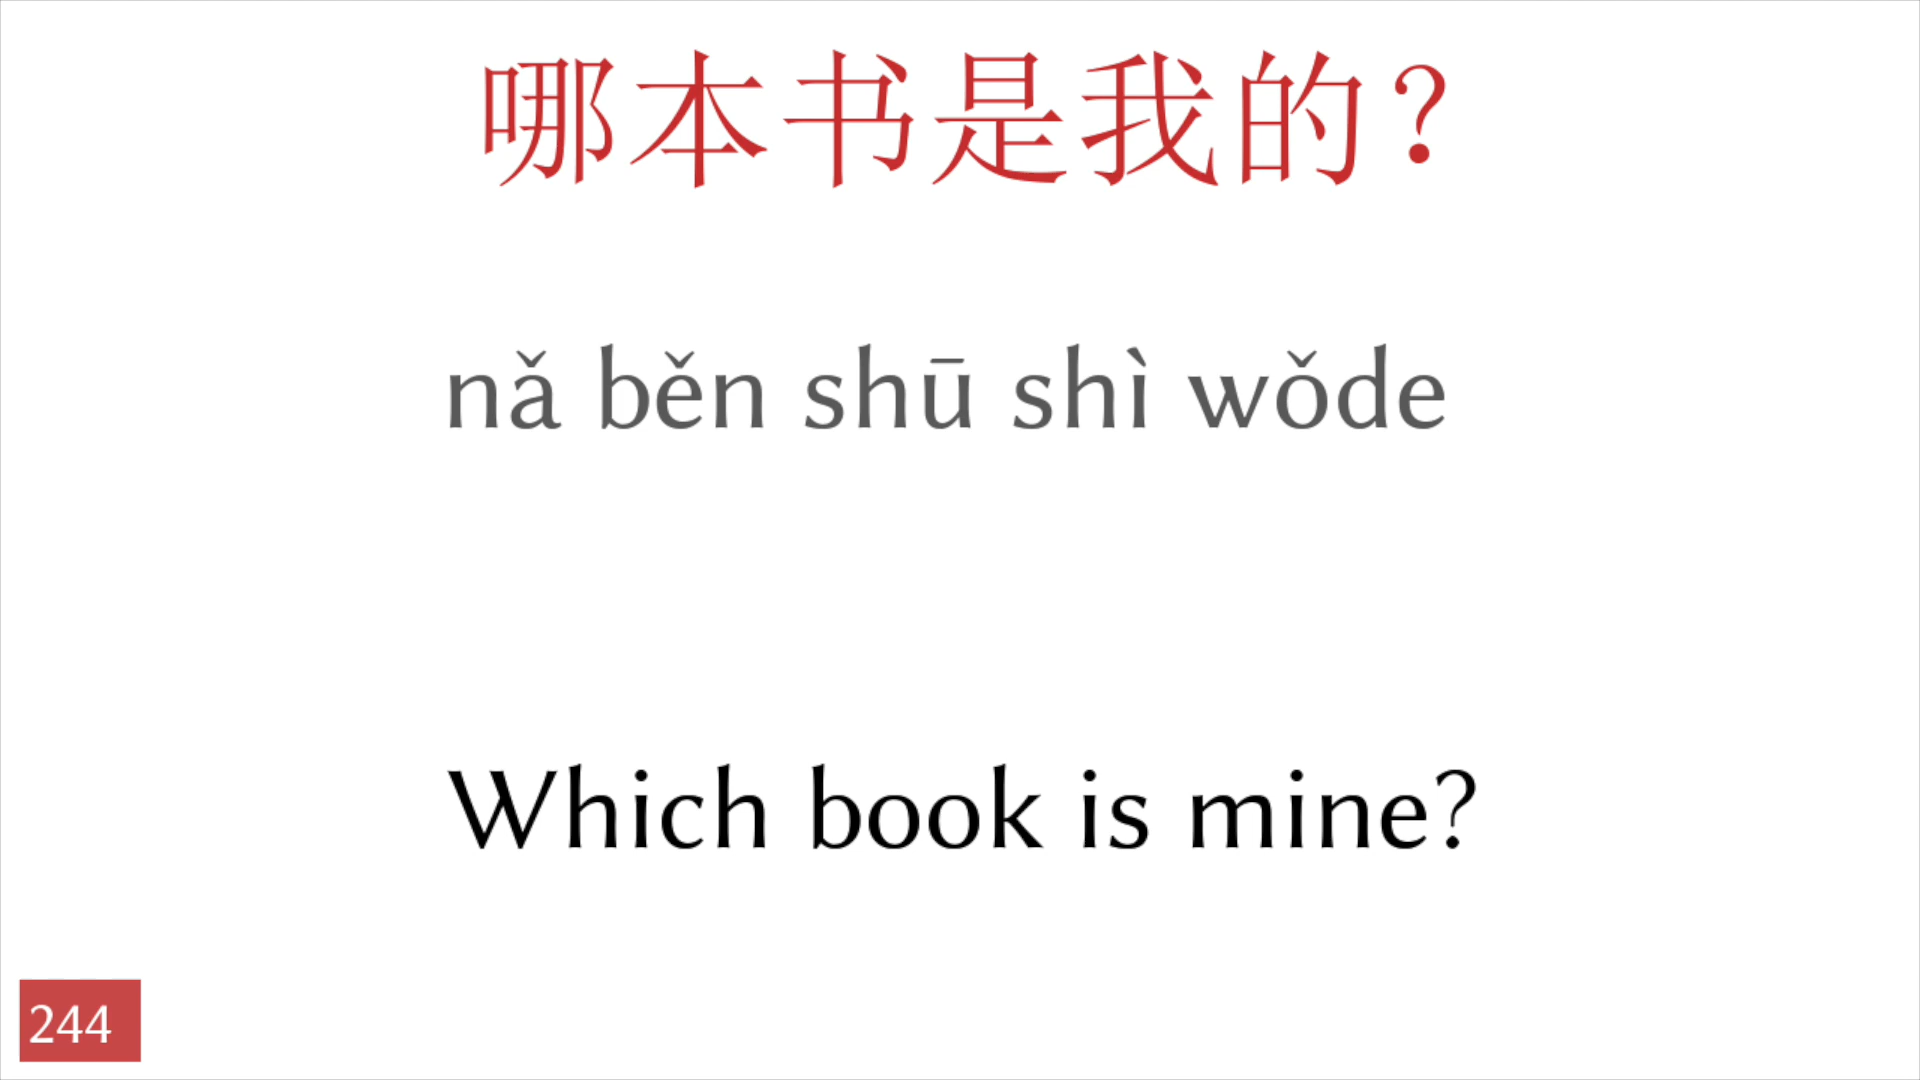 哪本书是我的？
nǎ běn shū shì wǒde
Which book is mine?
244